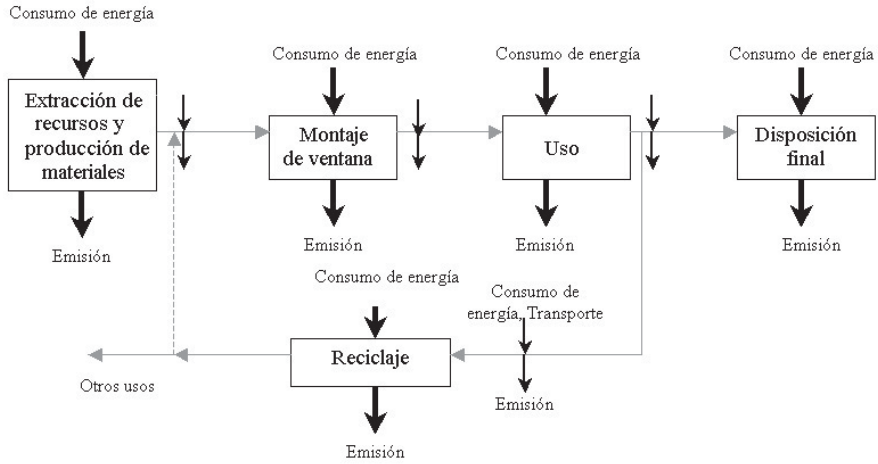 Consumo de energía
Consumo de energía
Consumo de energía
Consumo de energía
Extracción de
recursos y
producción de
materiales
Montaje
de ventana
Uso
Disposición
final
Emisión
Emisión
Emisión
Emisión
Consumo de energía
Consumo de
energía, Transporte
Reciclaje
Otros usos
Emisión
Emisión